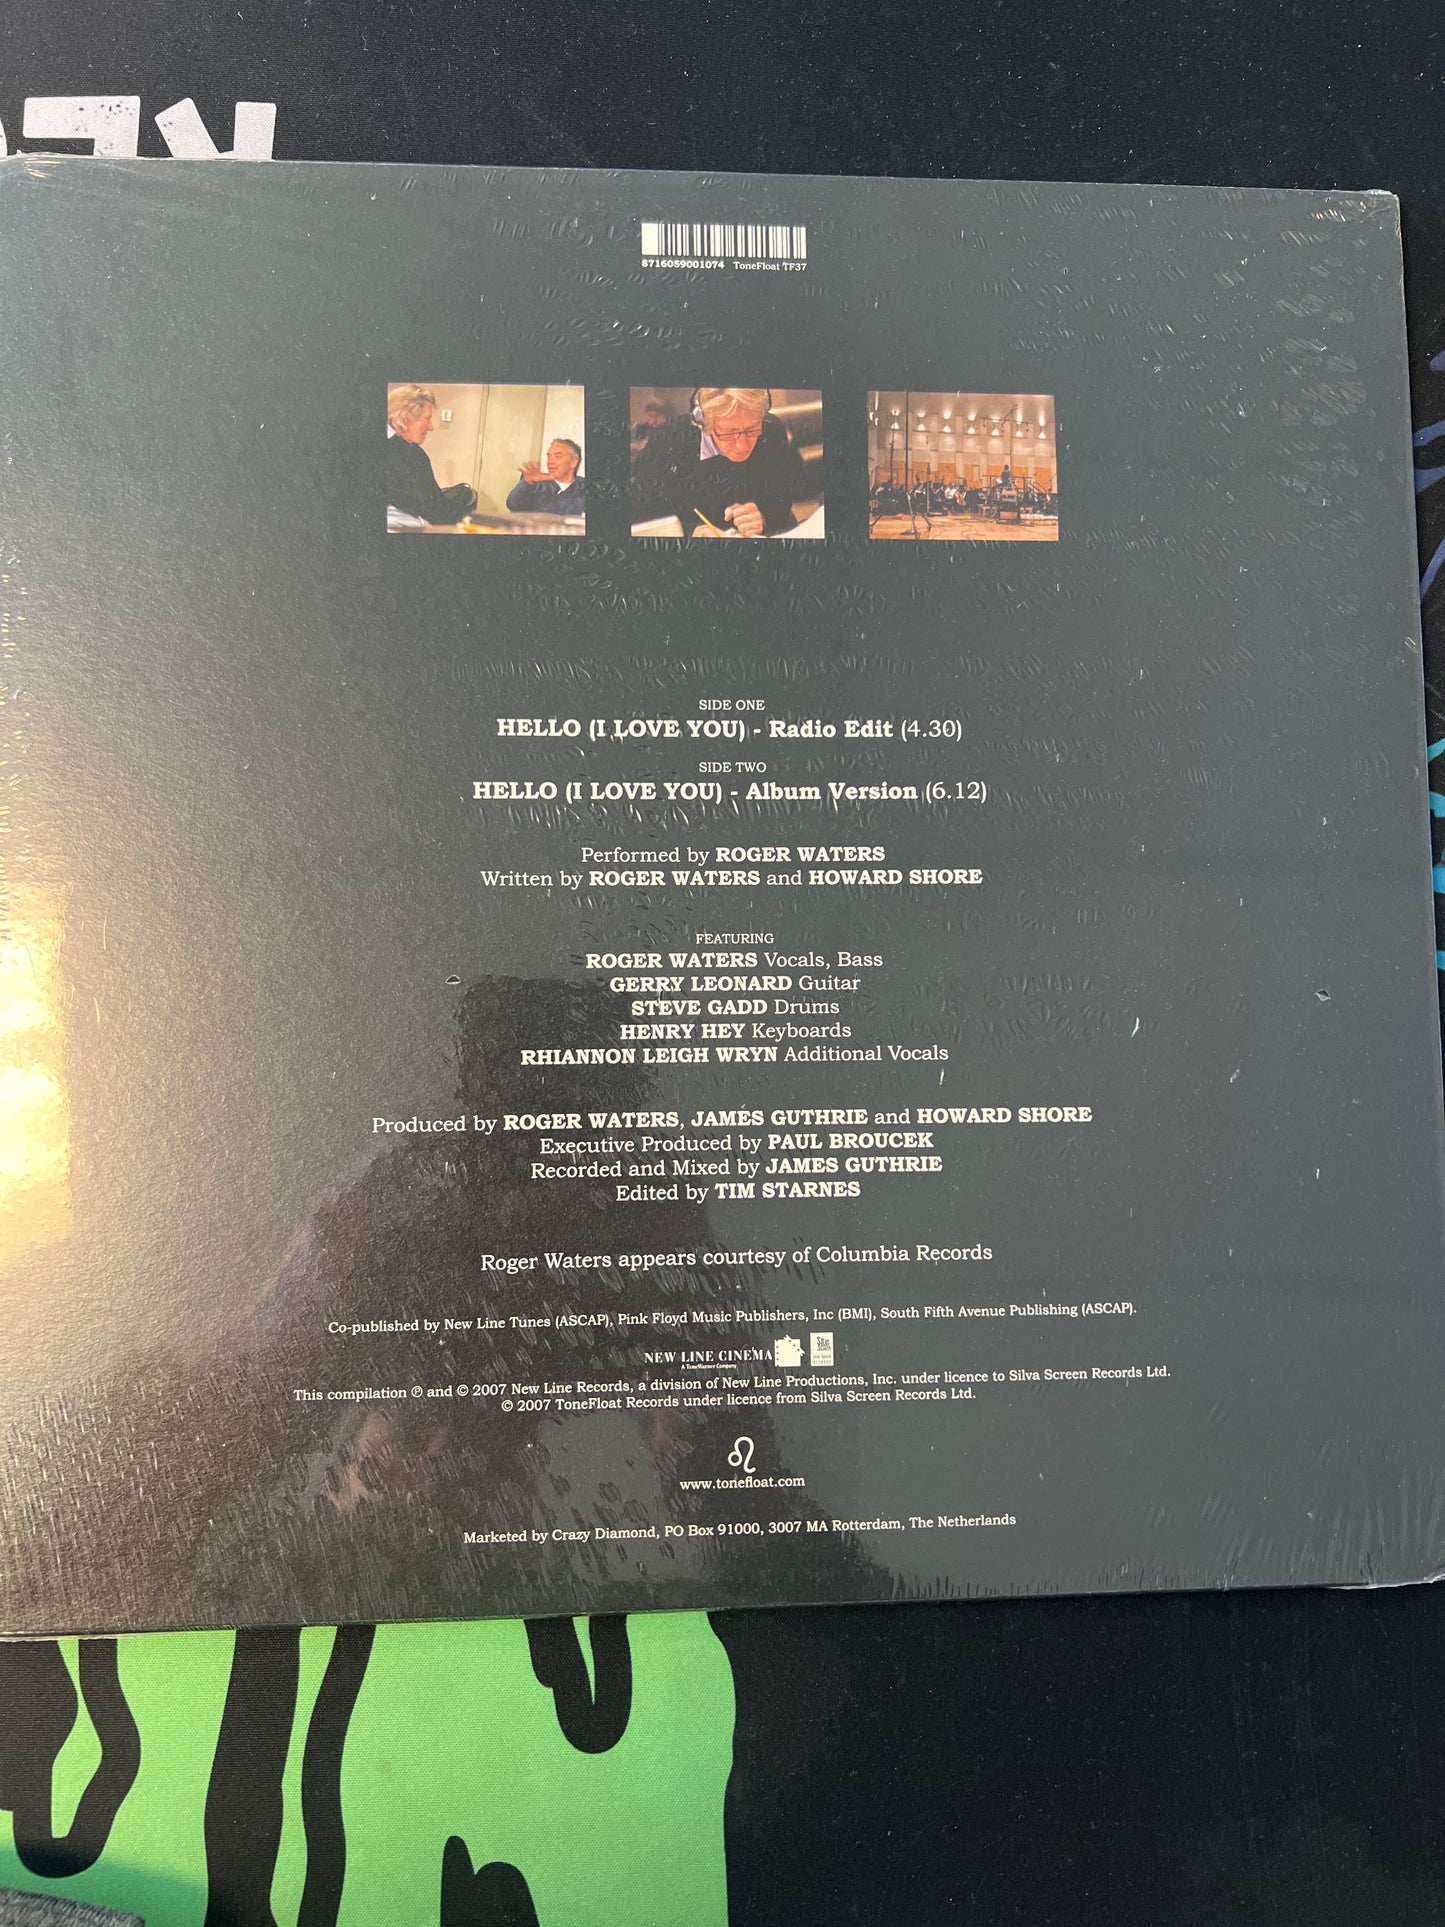 8716059001074 ToneFloat TF37
SIDE ONE
HELLO (I LOVE YOU) - Radio Edit (4.30)
SIDE TWO
HELLO (I LOVE YOU) - Album Version (6.12)
Performed by ROGER WATERS
Written by ROGER WATERS and HOWARD SHORE
FEATURING
ROGER WATERS Vocals, Bass
GERRY LEONARD Guitar
STEVE GADD Drums
HENRY HEY Keyboards
RHIANNON LEIGH WRYN Additional Vocals
Produced by ROGER WATERS, JAMES GUTHRIE and HOWARD SHORE
Executive Produced by PAUL BROUCEK
Recorded and Mixed by JAMES GUTHRIE
Edited by TIM STARNES
Roger Waters appears courtesy of Columbia Records
Co-published by New Line Tunes (ASCAP), Pink Floyd Music Publishers, Inc (BMI), South Fifth Avenue Publishing (ASCAP).
NEW LINE CINEMA
A TimeWarner Company
This compilation ℗ and © 2007 New Line Records, a division of New Line Productions, Inc. under licence to Silva Screen Records Ltd.
© 2007 ToneFloat Records under licence from Silva Screen Records Ltd.
www.tonefloat.com
Marketed by Crazy Diamond, PO Box 91000, 3007 MA Rotterdam, The Netherlands